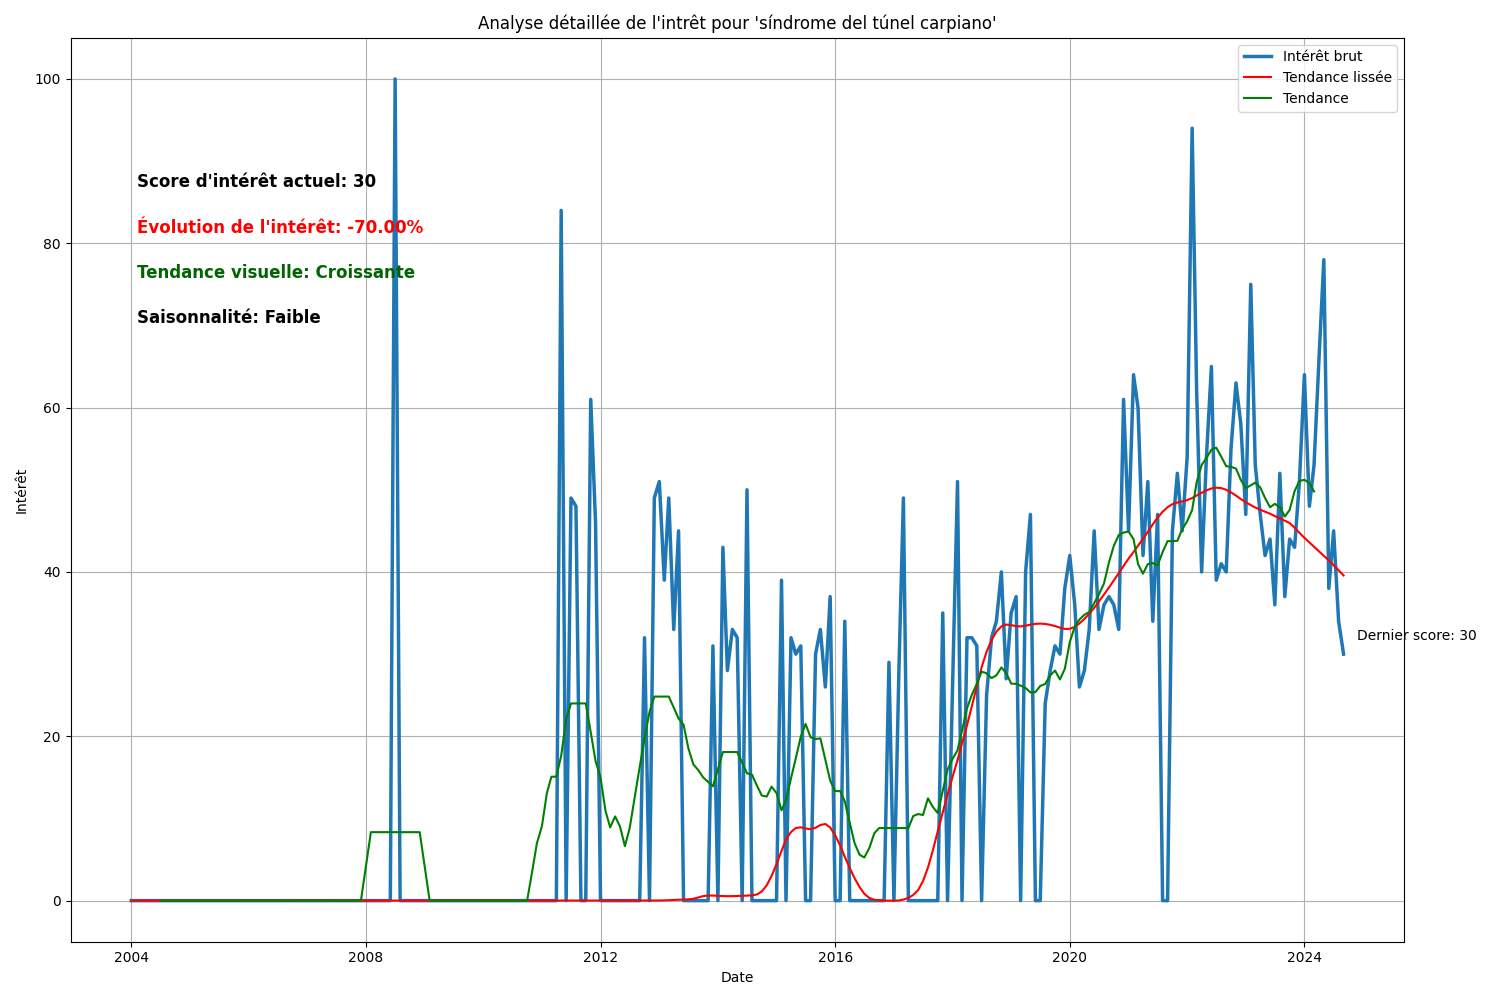 Analyse détaillée de l'intrêt pour 'síndrome del túnel carpiano'
Intérêt brut
Tendance lissée
Tendance
Score d'intérêt actuel: 30
Évolution de l'intérêt: -70.00%
Tendance visuelle: Croissante
Saisonnalité: Faible
Dernier score: 30
Intérêt
100
80
60
40
20
0
2004
2008
2012
2016
2020
2024
Date